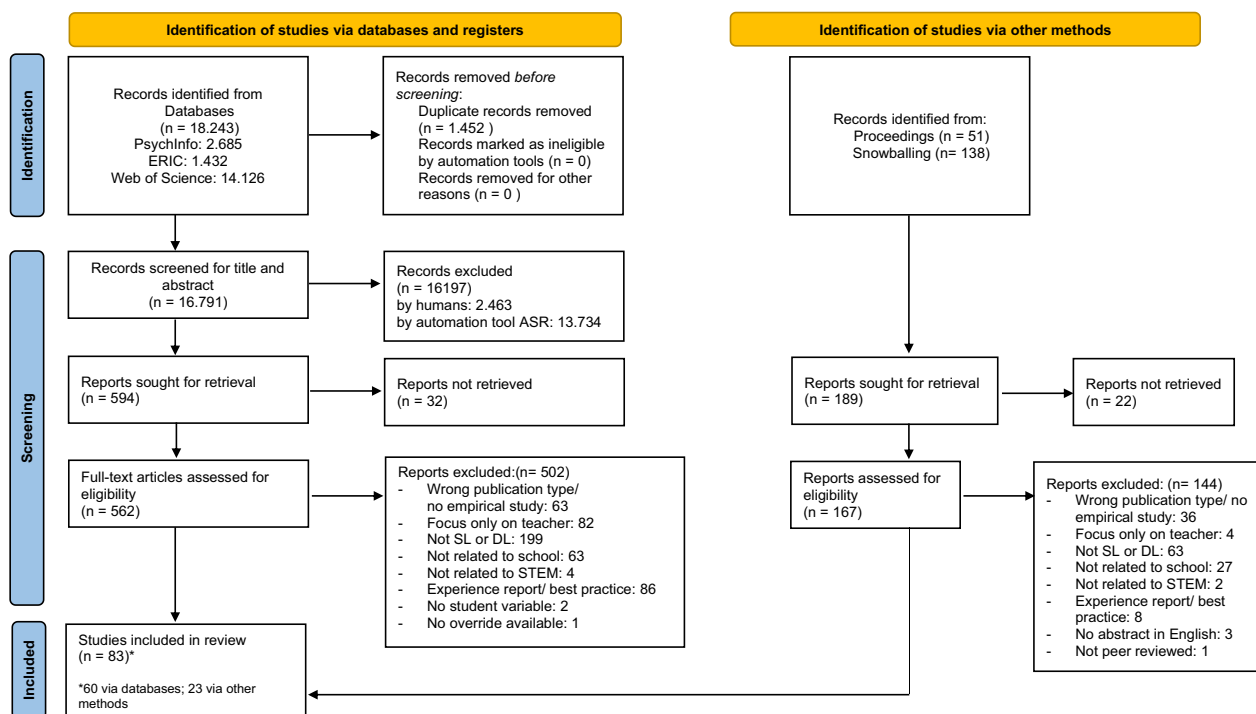 Identification of studies via databases and registers
Identification of studies via other methods
Identification
Records identified from
Databases
(n = 18.243)
PsychInfo: 2.685
ERIC: 1.432
Web of Science: 14.126
Records removed before
screening:
Duplicate records removed
(n = 1.452 )
Records marked as ineligible
by automation tools (n = 0)
Records removed for other
reasons (n = 0 )
Records identified from:
Proceedings (n = 51)
Snowballing (n= 138)
Screening
Records screened for title and
abstract
(n = 16.791)
Records excluded
(n = 16197)
by humans: 2.463
by automation tool ASR: 13.734
Reports sought for retrieval
(n = 594)
Reports not retrieved
(n = 32)
Reports sought for retrieval
(n = 189)
Reports not retrieved
(n = 22)
Full-text articles assessed for
eligibility
(n = 562)
Reports excluded:(n= 502)
- Wrong publication type/
no empirical study: 63
- Focus only on teacher: 82
- Not SL or DL: 199
- Not related to school: 63
- Not related to STEM: 4
- Experience report/ best practice: 86
- No student variable: 2
- No override available: 1
Reports assessed for
eligibility
(n = 167)
Reports excluded: (n= 144)
- Wrong publication type/ no
empirical study: 36
- Focus only on teacher: 4
- Not SL or DL: 63
- Not related to school: 27
- Not related to STEM: 2
- Experience report/ best
practice: 8
- No abstract in English: 3
- Not peer reviewed: 1
Included
Studies included in review
(n = 83)*
*60 via databases; 23 via other
methods